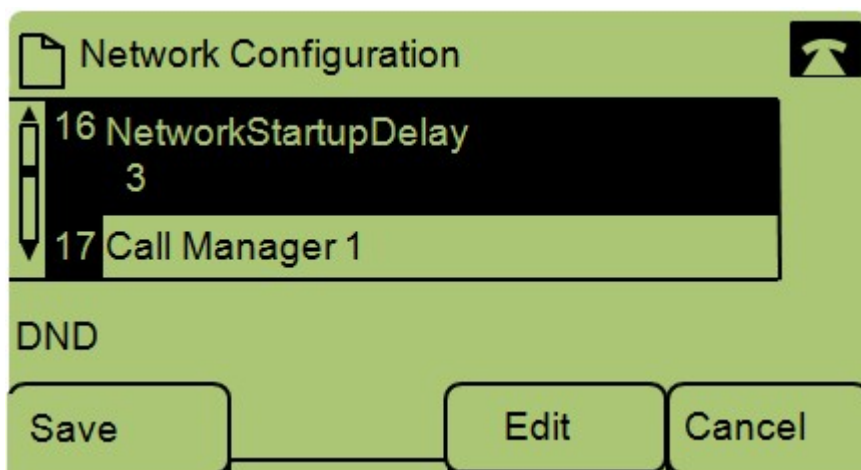 Network Configuration
16 NetworkStartupDelay
3
17 Call Manager 1
DND
Save Edit Cancel